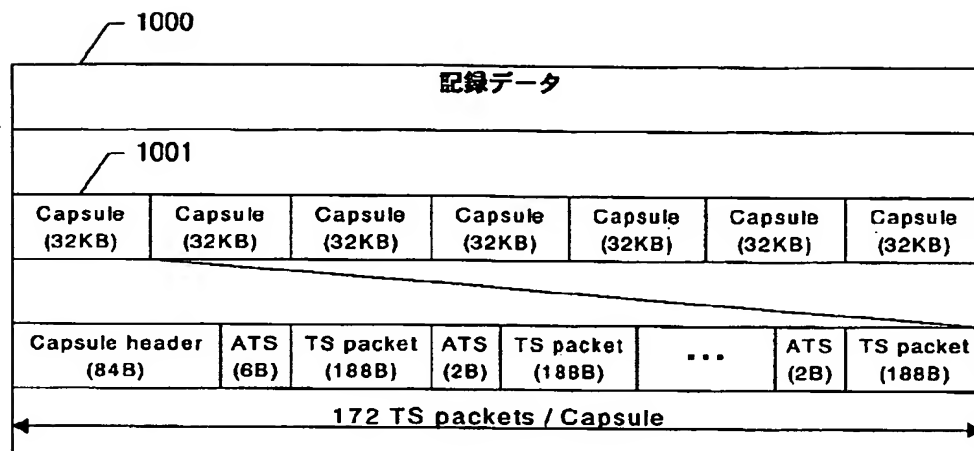 1000
記録データ
1001
Capsule Capsule Capsule Capsule Capsule Capsule Capsule
(32KB) (32KB) (32KB) (32KB) (32KB) (32KB) (32KB)
Capsule header ATS TS packet ATS TS packet ... ATS TS packet
(84B) (6B) (188B) (2B) (188B) (2B) (188B)
172 TS packets / Capsule